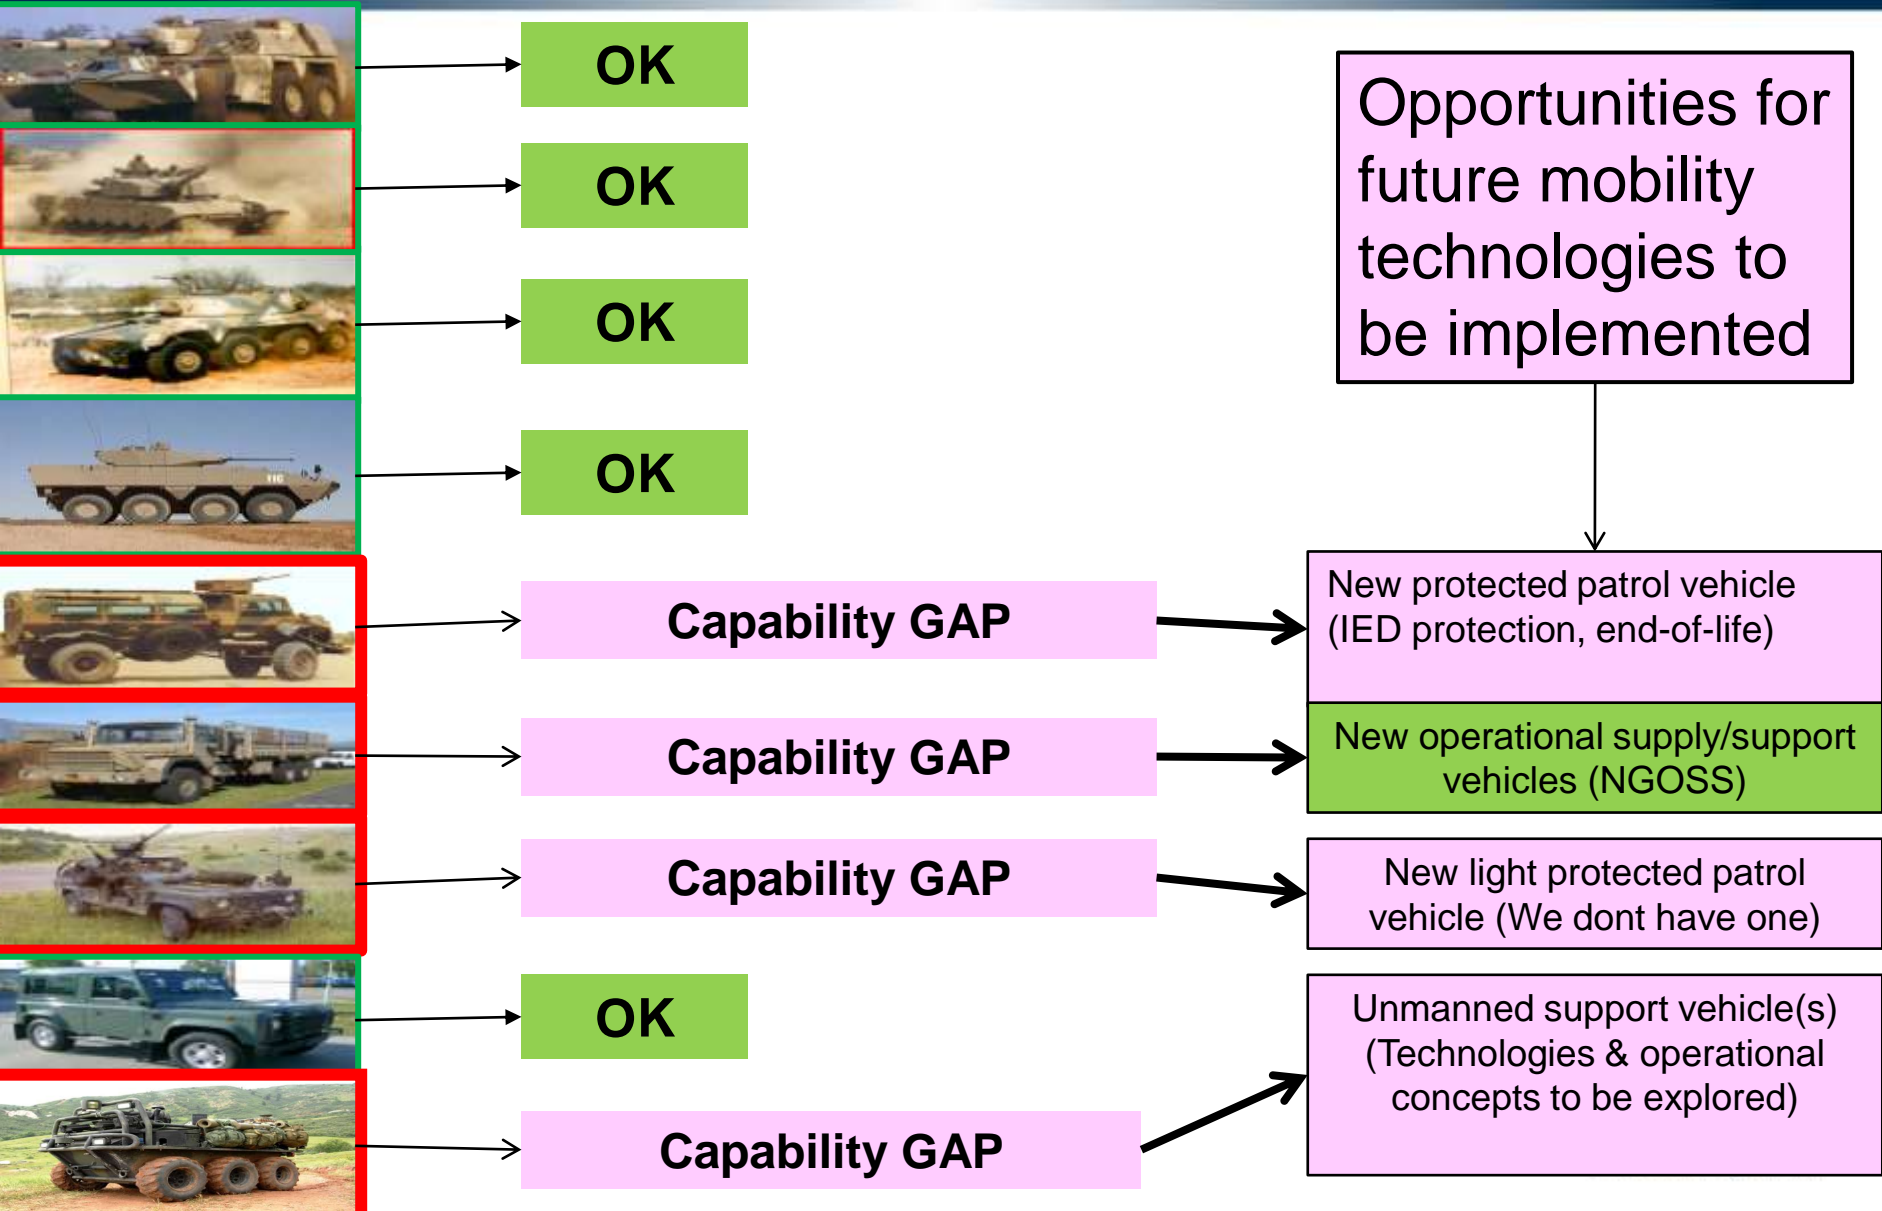 OK
OK
OK
OK
Opportunities for
future mobility
technologies to
be implemented
Capability GAP
New protected patrol vehicle
(IED protection, end-of-life)
Capability GAP
New operational supply/support
vehicles (NGOSS)
Capability GAP
New light protected patrol
vehicle (We dont have one)
OK
Unmanned support vehicle(s)
(Technologies & operational
concepts to be explored)
Capability GAP